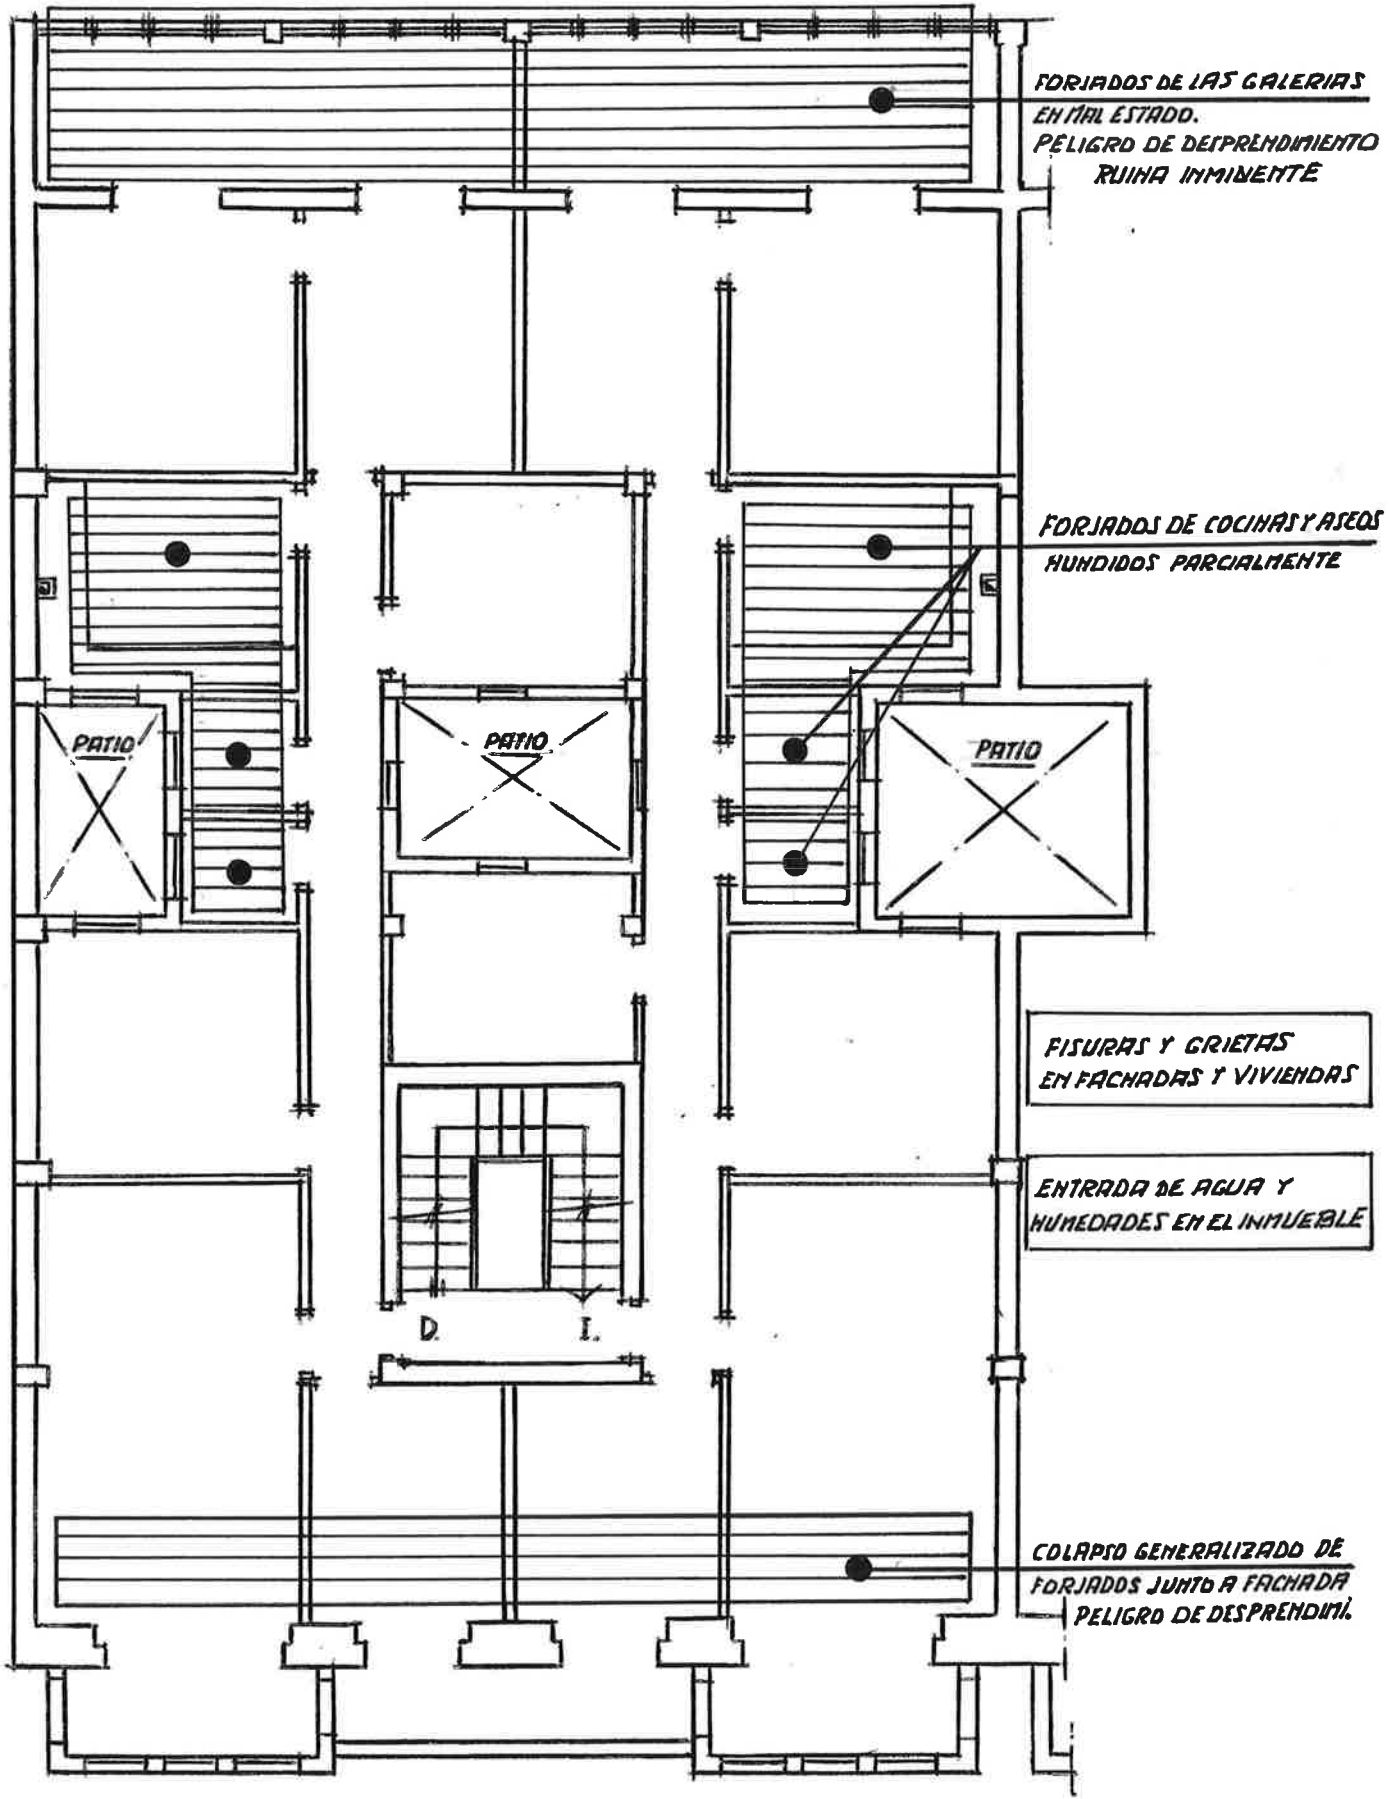 FORJADOS DE LAS GALERIAS
EN MAL ESTADO.
PELIGRO DE DESPRENDIMIENTO
RUINA INMINENTE
FORJADOS DE COCINAS Y ASEOS
HUNDIDOS PARCIALMENTE
PATIO
PATIO
PATIO
FISURAS Y GRIETAS
EN FACHADAS Y VIVIENDAS
ENTRADA DE AGUA Y
HUMEDADES EN EL INMUEBLE
D. I.
COLAPSO GENERALIZADO DE
FORJADOS JUNTO A FACHADA
PELIGRO DE DESPRENDIMI.